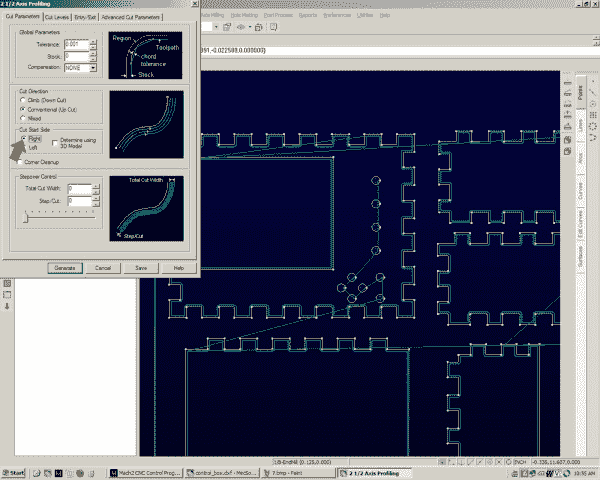 2 1/2 Axis Profiling
Cut Parameters Cut Levels Entry/Exit Advanced Cut Parameters
Global Parameters
Tolerance: 0.001
Stock: 0
Compensation: NONE
Region
Toolpath
chord
tolerance
Stock
Cut Direction
Climb (Down Cut)
Conventional (Up Cut)
Mixed
Cut Start Side
Right
Left
Determine using
3D Model
Corner Cleanup
Stepover Control
Total Cut Width: 0
Step/Cut: 0
Total Cut Width
Step/Cut
Generate Cancel Save Help
Axis Milling Hole Making Post Process Reports Preferences Utilities Help
391, -0.022508, 0.000000)
Points
Lines
Arcs
Curves
Edit Curves
Surfaces
1/8-EndMill (0.125,0.000)
INCH -0.335,11.607,0.000
Start
Mach2 CNC Control Prog...
control_box.dxf - MecSo...
7.bmp - Paint
2 1/2 Axis Profiling
10:56 AM